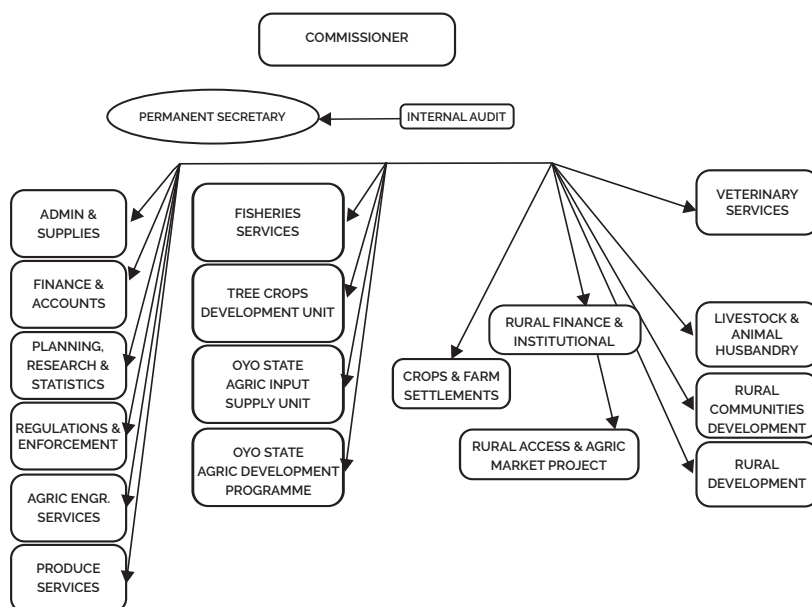 COMMISSIONER
PERMANENT SECRETARY
INTERNAL AUDIT
ADMIN &
SUPPLIES
FINANCE &
ACCOUNTS
PLANNING,
RESEARCH &
STATISTICS
REGULATIONS &
ENFORCEMENT
AGRIC ENGR.
SERVICES
PRODUCE
SERVICES
FISHERIES
SERVICES
TREE CROPS
DEVELOPMENT UNIT
OYO STATE
AGRIC INPUT
SUPPLY UNIT
OYO STATE
AGRIC DEVELOPMENT
PROGRAMME
CROPS & FARM
SETTLEMENTS
RURAL FINANCE &
INSTITUTIONAL
RURAL ACCESS & AGRIC
MARKET PROJECT
VETERINARY
SERVICES
LIVESTOCK &
ANIMAL
HUSBANDRY
RURAL
COMMUNITIES
DEVELOPMENT
RURAL
DEVELOPMENT